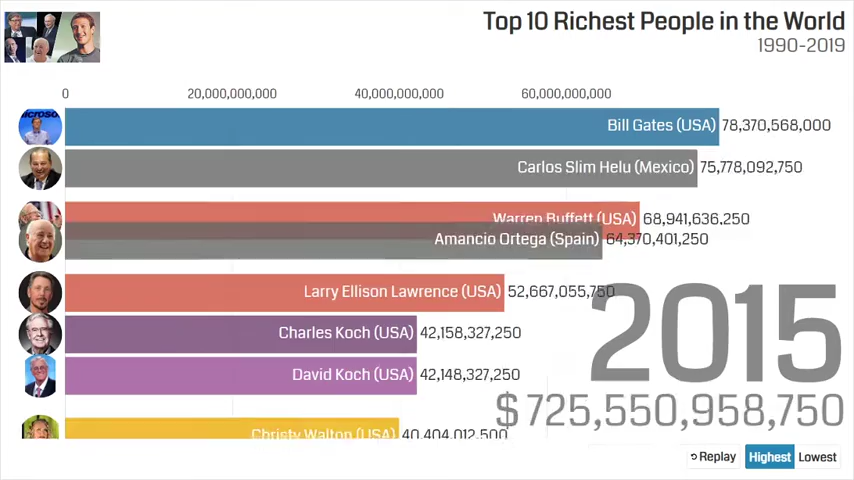 Top 10 Richest People in the World
1990-2019
0 20,000,000,000 40,000,000,000 60,000,000,000
Bill Gates (USA) 78,370,568,000
Carlos Slim Helu (Mexico) 75,778,092,750
Warren Buffett (USA) 68,941,636,250
Amancio Ortega (Spain) 64,370,401,250
Larry Ellison Lawrence (USA) 52,667,055,750
Charles Koch (USA) 42,158,327,250
David Koch (USA) 42,148,327,250
Christy Walton (USA) 40,404,012,500
2015
$725,550,958,750
Replay Highest Lowest